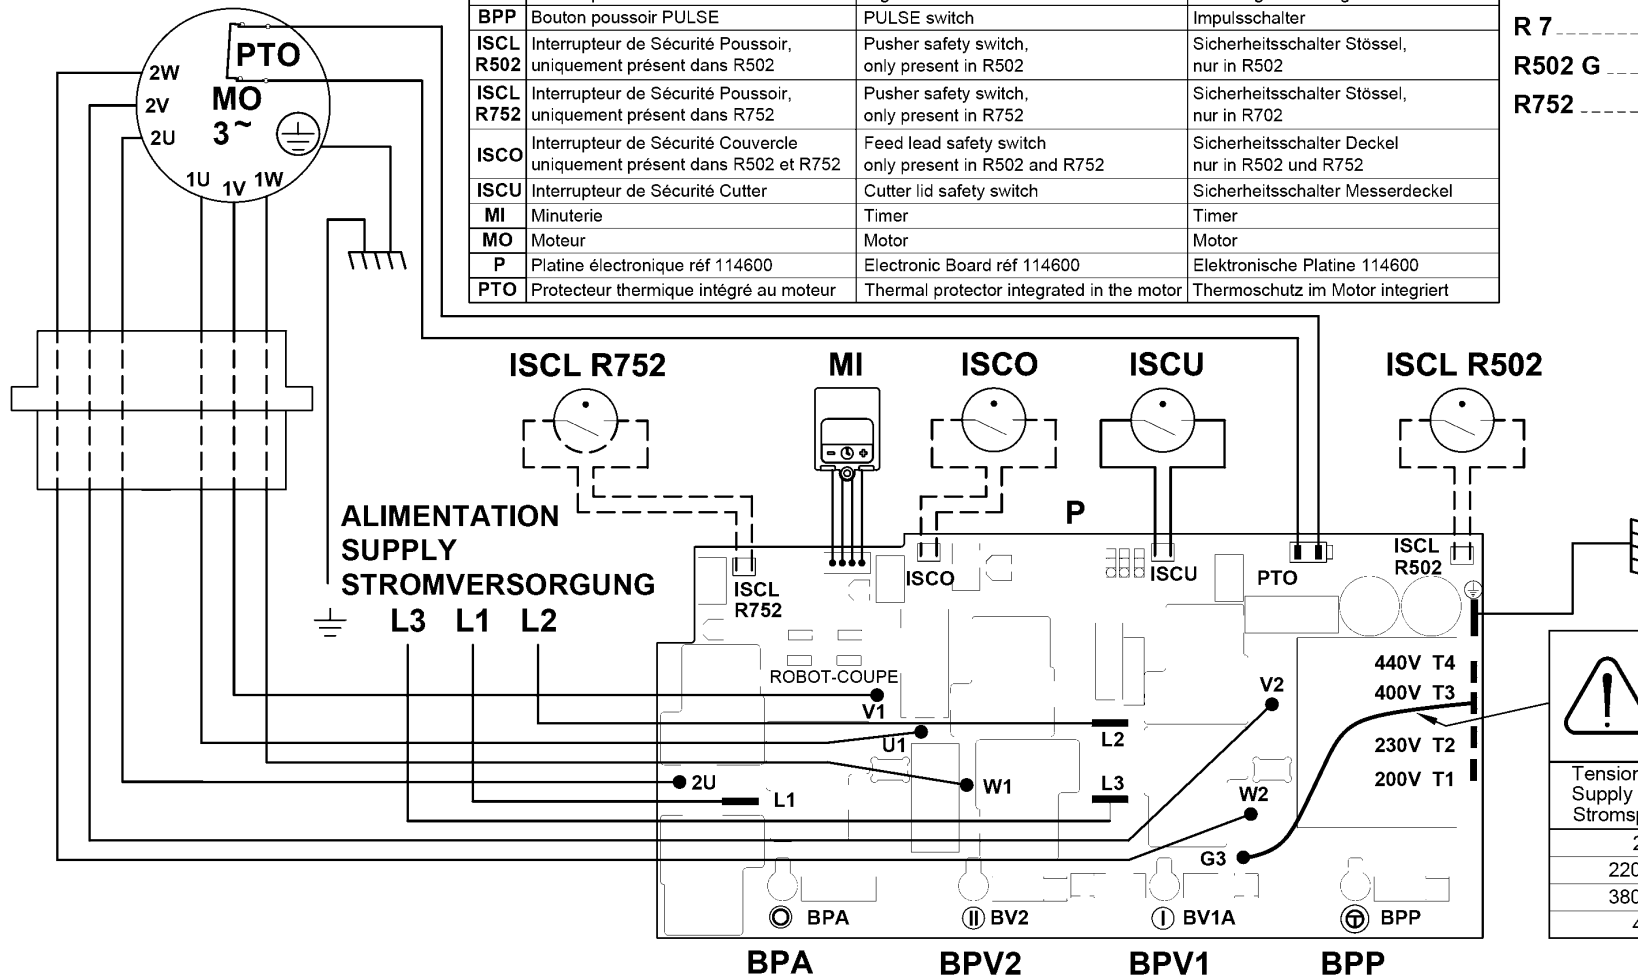 BPP Bouton poussoir PULSE PULSE switch Impulsschalter
ISCL R502 Interrupteur de Sécurité Poussoir, Pusher safety switch, Sicherheitsschalter Stössel,
uniquement présent dans R502 only present in R502 nur in R502
ISCL R752 Interrupteur de Sécurité Poussoir, Pusher safety switch, Sicherheitsschalter Stössel,
uniquement présent dans R752 only present in R752 nur in R702
ISCO Interrupteur de Sécurité Couvercle Feed lead safety switch Sicherheitsschalter Deckel
uniquement présent dans R502 et R752 only present in R502 and R752 nur in R502 und R752
ISCU Interrupteur de Sécurité Cutter Cutter lid safety switch Sicherheitsschalter Messerdeckel
MI Minuterie Timer Timer
MO Moteur Motor Motor
P Platine électronique réf 114600 Electronic Board réf 114600 Elektronische Platine 114600
PTO Protecteur thermique intégré au moteur Thermal protector integrated in the motor Thermoschutz im Motor integriert
R 7
R502 G
R752
PTO
MO
3~
2W
2V
2U
1U 1V 1W
ISCL R752
MI
ISCO
ISCU
ISCL R502
ALIMENTATION
SUPPLY
STROMVERSORGUNG
L3 L1 L2
P
ISCL
R752
ISCO
ISCU
PTO
ISCL
R502
ROBOT-COUPE
V1
U1
W1
2U
L1
L2
L3
V2
W2
G3
440V T4
400V T3
230V T2
200V T1
!
Tension
Supply
220
380
BPA
II BV2
I BV1A
BPP
BPA BPV2 BPV1 BPP